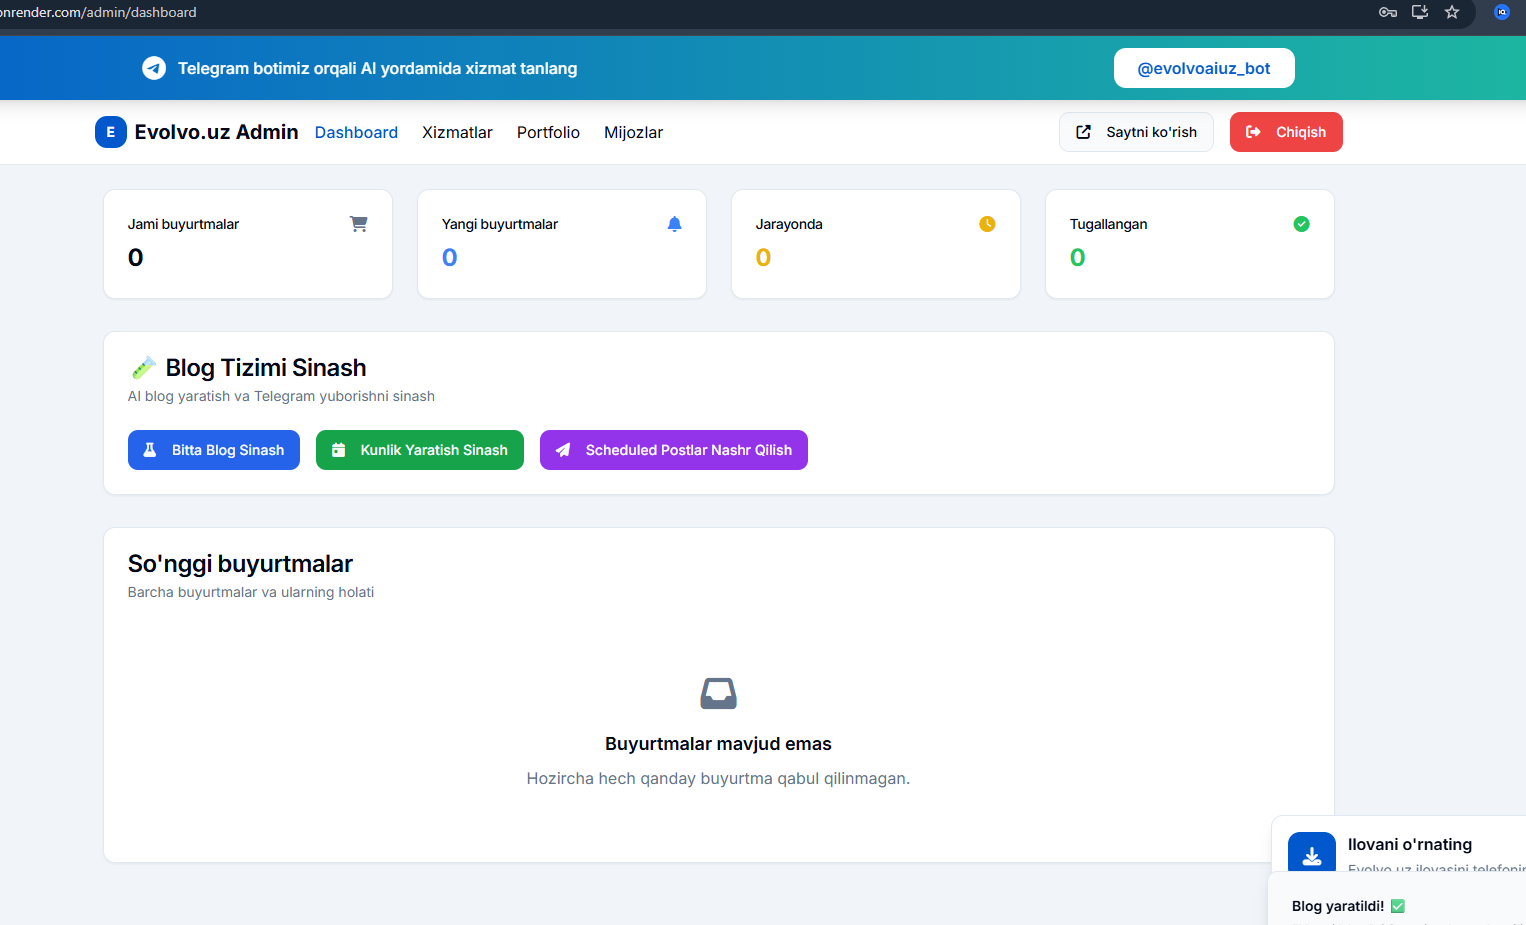 onrender.com/admin/dashboard
Telegram botimiz orqali AI yordamida xizmat tanlang
@evolvoaiuz_bot
E Evolvo.uz Admin Dashboard Xizmatlar Portfolio Mijozlar
Saytni ko'rish Chiqish
Jami buyurtmalar
0
Yangi buyurtmalar
0
Jarayonda
0
Tugallangan
0
Blog Tizimi Sinash
AI blog yaratish va Telegram yuborishni sinash
Bitta Blog Sinash Kunlik Yaratish Sinash Scheduled Postlar Nashr Qilish
So'nggi buyurtmalar
Barcha buyurtmalar va ularning holati
Buyurtmalar mavjud emas
Hozircha hech qanday buyurtma qabul qilinmagan.
Ilovani o'rnating
Evolvo.uz ilovasini
Blog yaratildi! ✅